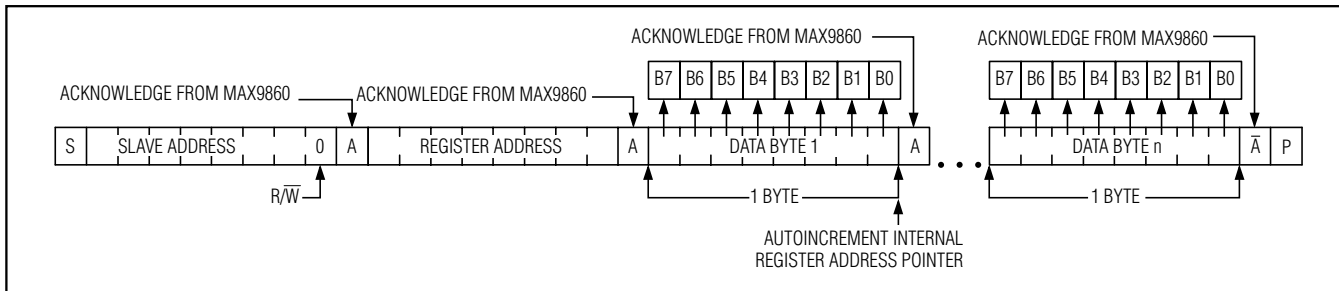 ACKNOWLEDGE FROM MAX9860 ACKNOWLEDGE FROM MAX9860
B7 B6 B5 B4 B3 B2 B1 B0 B7 B6 B5 B4 B3 B2 B1 B0
ACKNOWLEDGE FROM MAX9860 ACKNOWLEDGE FROM MAX9860
S SLAVE ADDRESS 0 A REGISTER ADDRESS A DATA BYTE 1 A • • • DATA BYTE n A̅ P
R/W̅ 1 BYTE 1 BYTE
AUTOINCREMENT INTERNAL
REGISTER ADDRESS POINTER